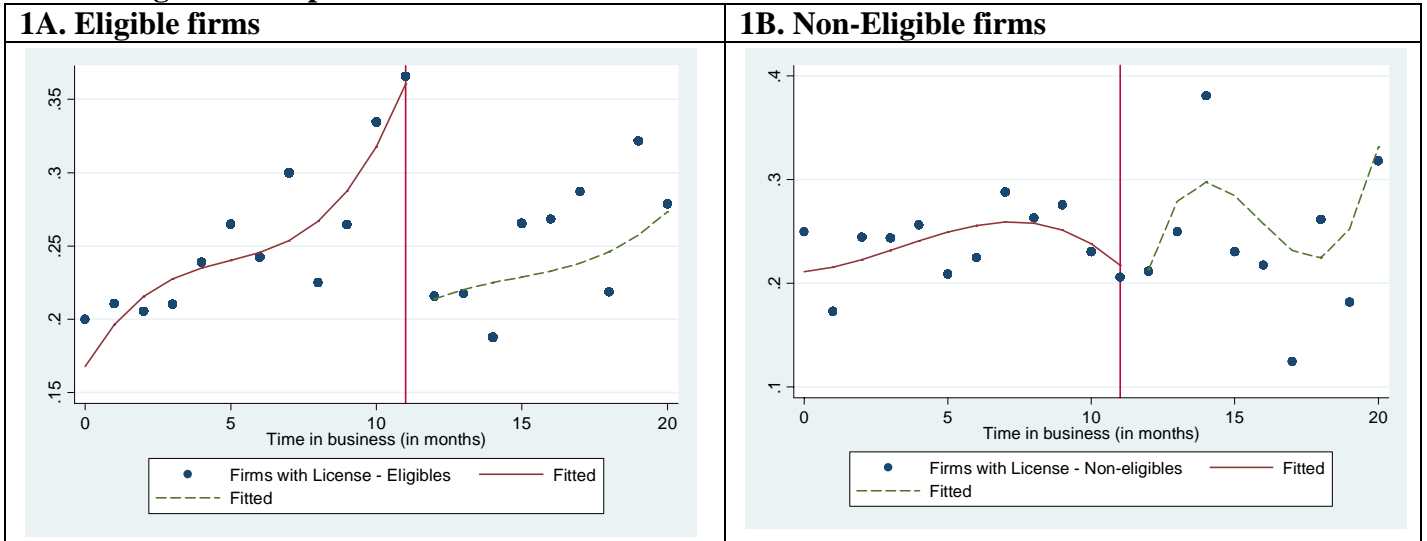 1A. Eligible firms
1B. Non-Eligible firms
.35
.3
.25
.2
.15
0 5 10 15 20
Time in business (in months)
Firms with License - Eligibles Fitted
Fitted
.4
.3
.2
.1
0 5 10 15 20
Time in business (in months)
Firms with License - Non-eligibles Fitted
Fitted